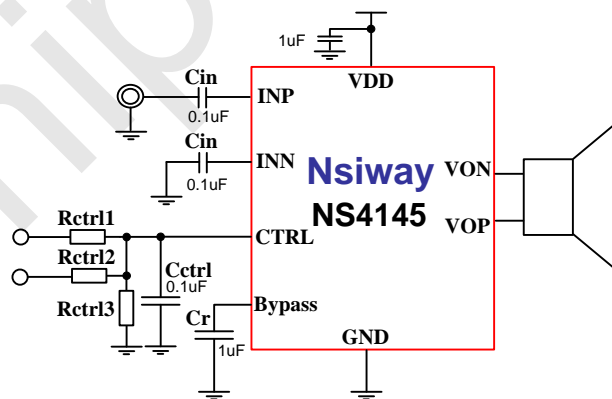 1uF
VDD
Cin
INP
0.1uF
Cin
INN
0.1uF
Nsiway
NS4145
VON
VOP
Rctrl1
CTRL
Rctrl2
Cctrl
0.1uF
Rctrl3
Cr
Bypass
1uF
GND